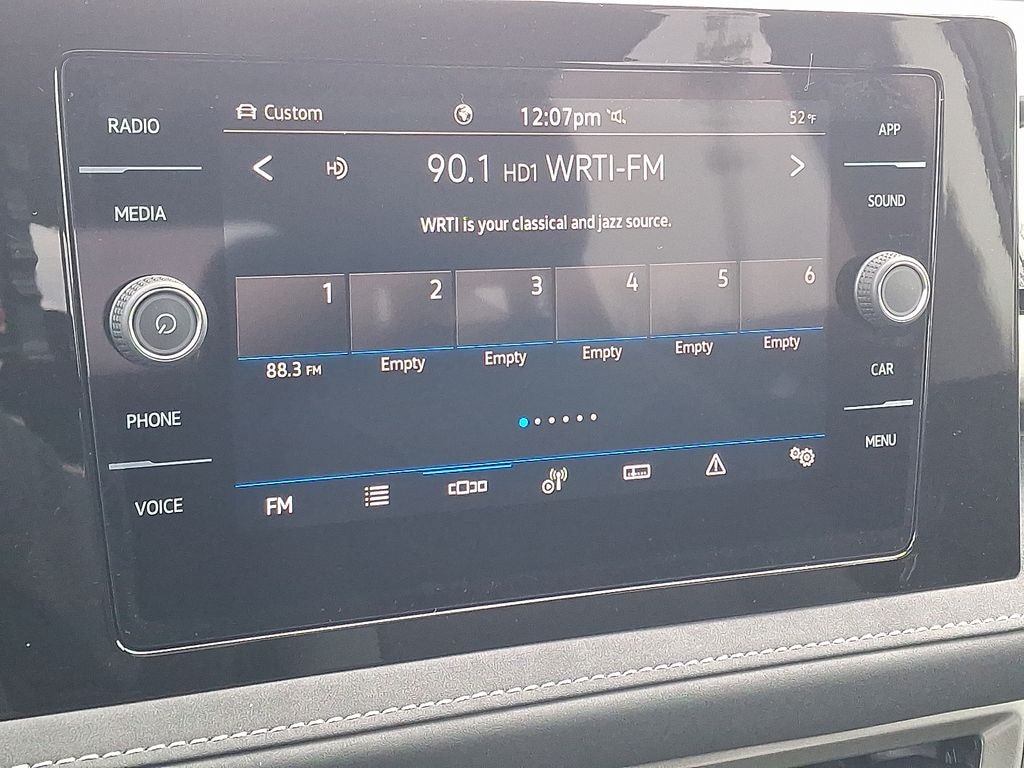 RADIO
MEDIA
PHONE
VOICE
Custom
12:07pm
52°F
90.1 HD1 WRTI-FM
WRTI is your classical and jazz source.
1
2
3
4
5
6
88.3 FM
Empty
Empty
Empty
Empty
Empty
FM
APP
SOUND
CAR
MENU